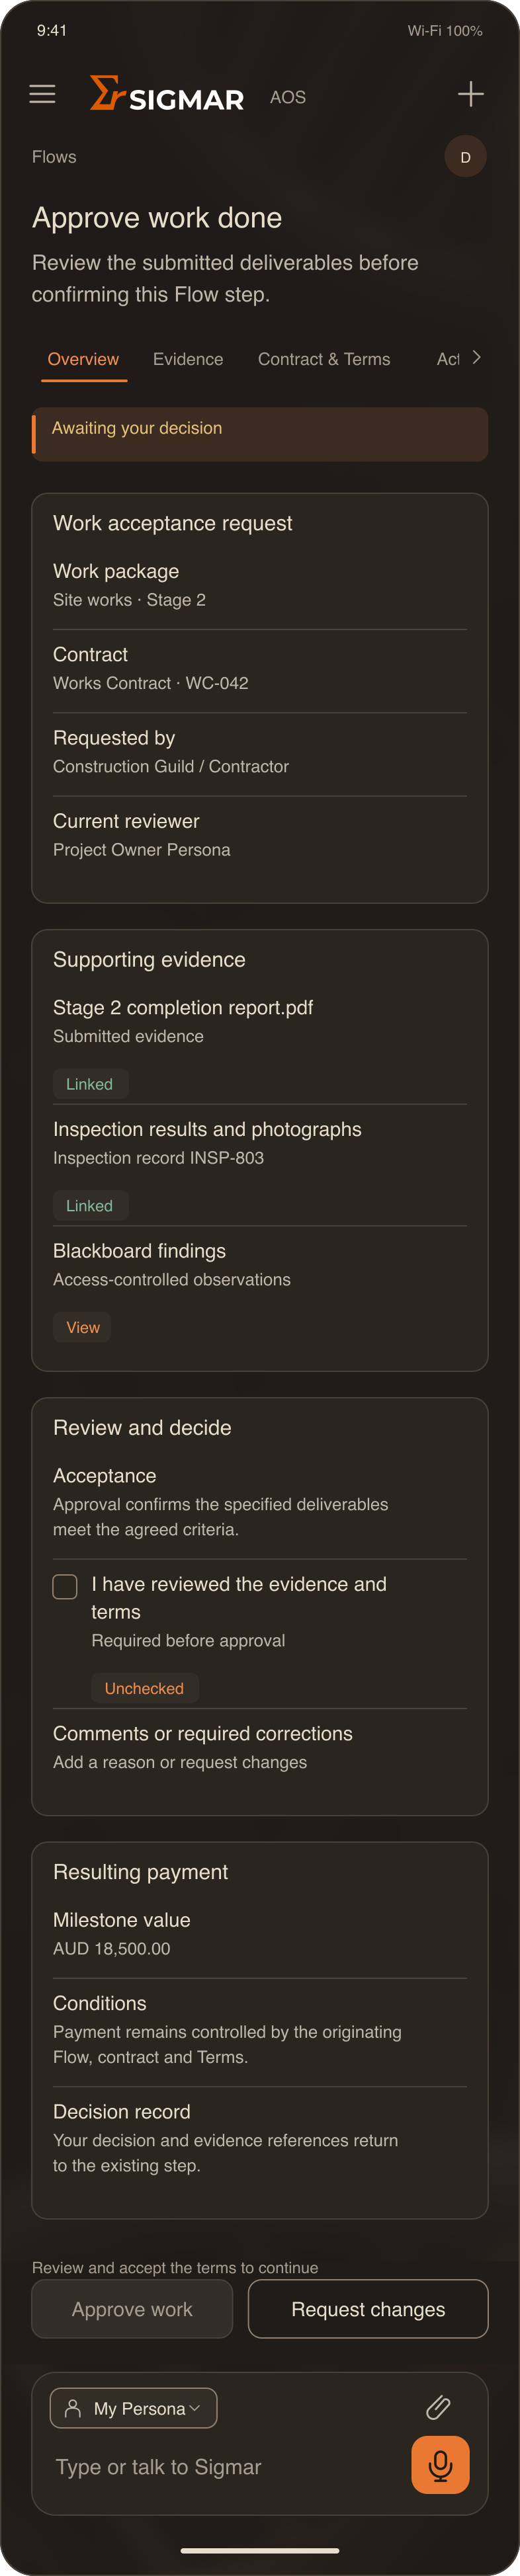 9:41
Wi-Fi 100%
Σr SIGMAR AOS
Flows
D
Approve work done
Review the submitted deliverables before
confirming this Flow step.
Overview Evidence Contract & Terms Act
Awaiting your decision
Work acceptance request
Work package
Site works · Stage 2
Contract
Works Contract · WC-042
Requested by
Construction Guild / Contractor
Current reviewer
Project Owner Persona
Supporting evidence
Stage 2 completion report.pdf
Submitted evidence
Linked
Inspection results and photographs
Inspection record INSP-803
Linked
Blackboard findings
Access-controlled observations
View
Review and decide
Acceptance
Approval confirms the specified deliverables
meet the agreed criteria.
I have reviewed the evidence and
terms
Required before approval
Unchecked
Comments or required corrections
Add a reason or request changes
Resulting payment
Milestone value
AUD 18,500.00
Conditions
Payment remains controlled by the originating
Flow, contract and Terms.
Decision record
Your decision and evidence references return
to the existing step.
Review and accept the terms to continue
Approve work
Request changes
My Persona
Type or talk to Sigmar